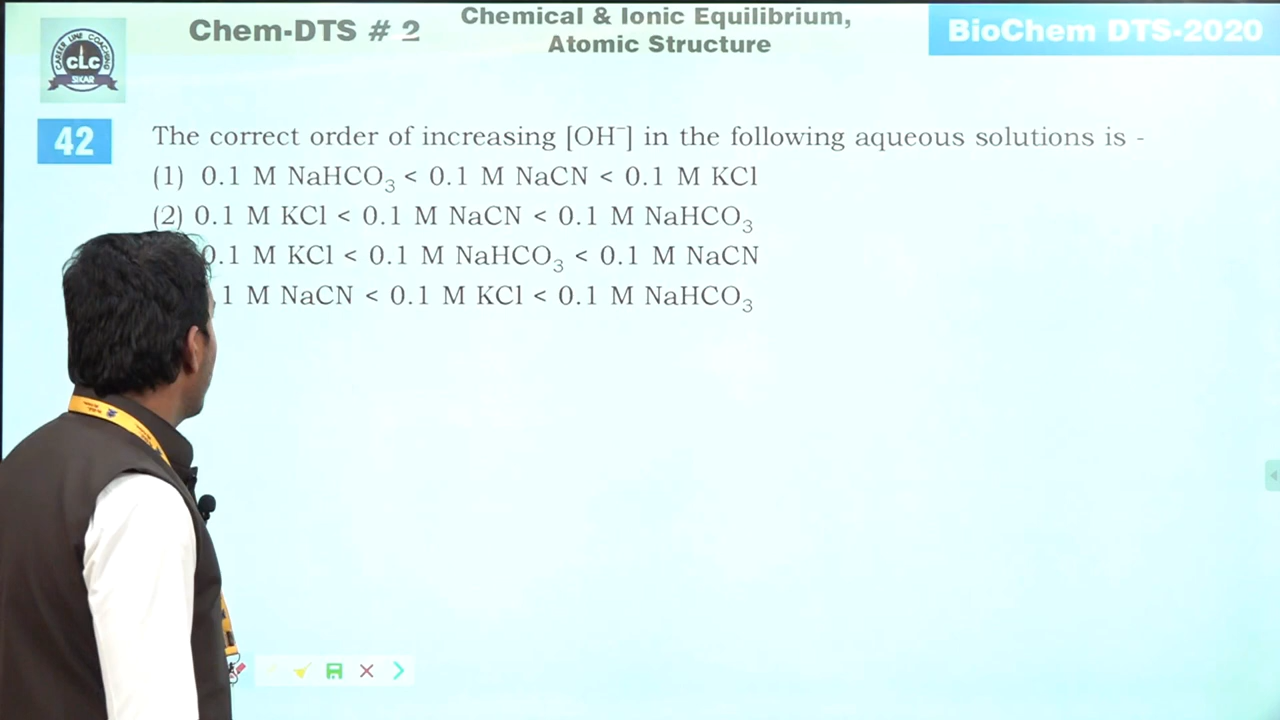 Chem-DTS # 2
Chemical & Ionic Equilibrium,
Atomic Structure
BioChem DTS-2020
CAREER LINE COACHING
CLC
SIKAR
42
The correct order of increasing [OH⁻] in the following aqueous solutions is -
(1) 0.1 M NaHCO₃ < 0.1 M NaCN < 0.1 M KCl
(2) 0.1 M KCl < 0.1 M NaCN < 0.1 M NaHCO₃
0.1 M KCl < 0.1 M NaHCO₃ < 0.1 M NaCN
1 M NaCN < 0.1 M KCl < 0.1 M NaHCO₃